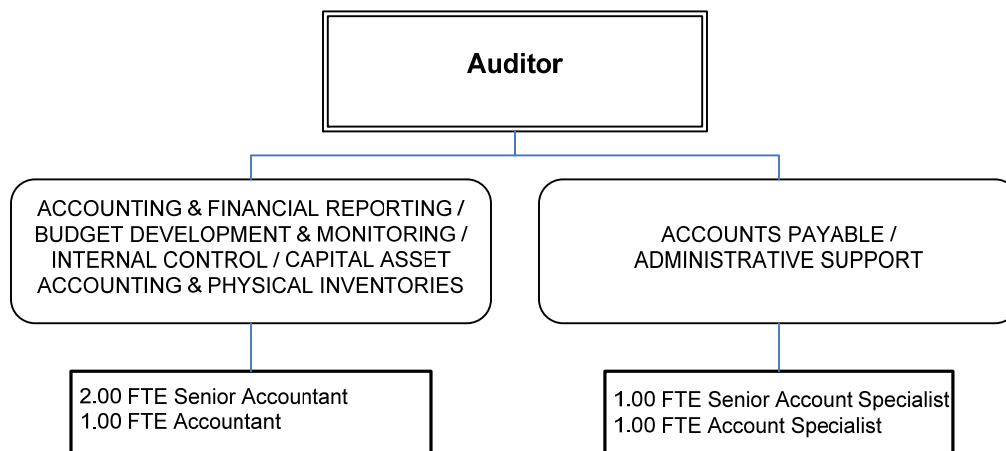 Auditor
ACCOUNTING & FINANCIAL REPORTING /
BUDGET DEVELOPMENT & MONITORING /
INTERNAL CONTROL / CAPITAL ASSET
ACCOUNTING & PHYSICAL INVENTORIES
ACCOUNTS PAYABLE /
ADMINISTRATIVE SUPPORT
2.00 FTE Senior Accountant
1.00 FTE Accountant
1.00 FTE Senior Account Specialist
1.00 FTE Account Specialist